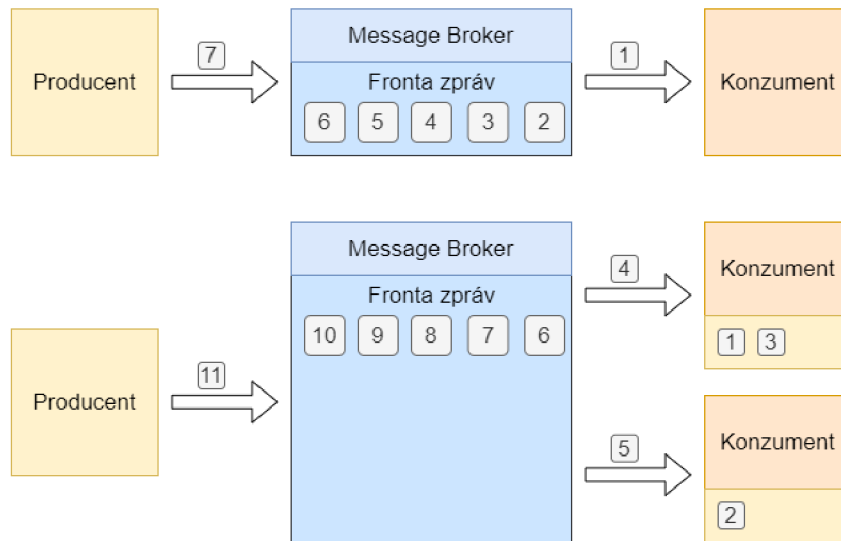 Producent
7
Message Broker
Fronta zpráv
6 5 4 3 2
1
Konzument
Producent
11
Message Broker
Fronta zpráv
10 9 8 7 6
4
Konzument
1 3
5
Konzument
2